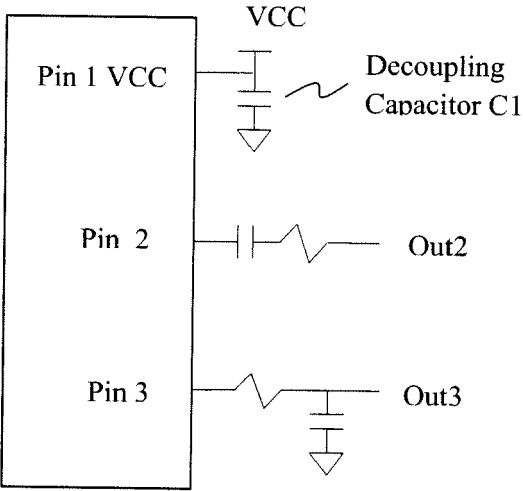 VCC
Pin 1 VCC
Decoupling
Capacitor C1
Pin 2
Out2
Pin 3
Out3